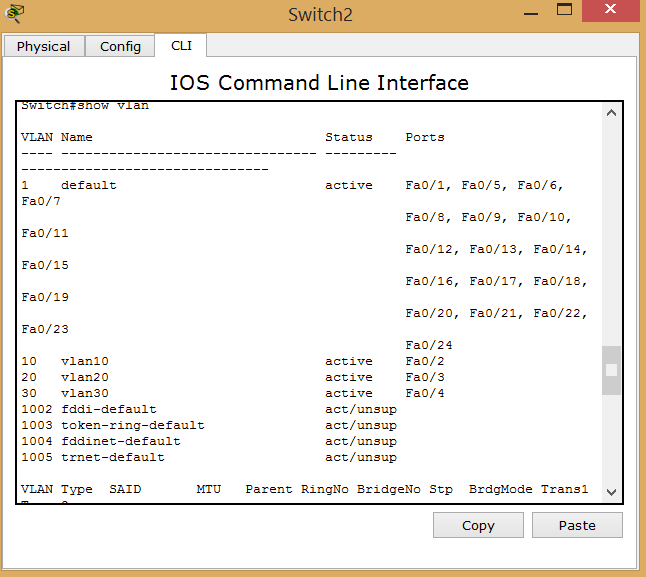 Switch2
Physical Config CLI
IOS Command Line Interface
Switch#show vlan
VLAN Name                             Status    Ports
---- -------------------------------- ---------
-------------------------------
1    default                          active    Fa0/1, Fa0/5, Fa0/6,
Fa0/7
                                                Fa0/8, Fa0/9, Fa0/10,
Fa0/11
                                                Fa0/12, Fa0/13, Fa0/14,
Fa0/15
                                                Fa0/16, Fa0/17, Fa0/18,
Fa0/19
                                                Fa0/20, Fa0/21, Fa0/22,
Fa0/23
                                                Fa0/24
10   vlan10                           active    Fa0/2
20   vlan20                           active    Fa0/3
30   vlan30                           active    Fa0/4
1002 fddi-default                     act/unsup
1003 token-ring-default               act/unsup
1004 fddinet-default                  act/unsup
1005 trnet-default                    act/unsup
VLAN Type  SAID       MTU   Parent RingNo BridgeNo Stp  BrdgMode Trans1
Copy Paste